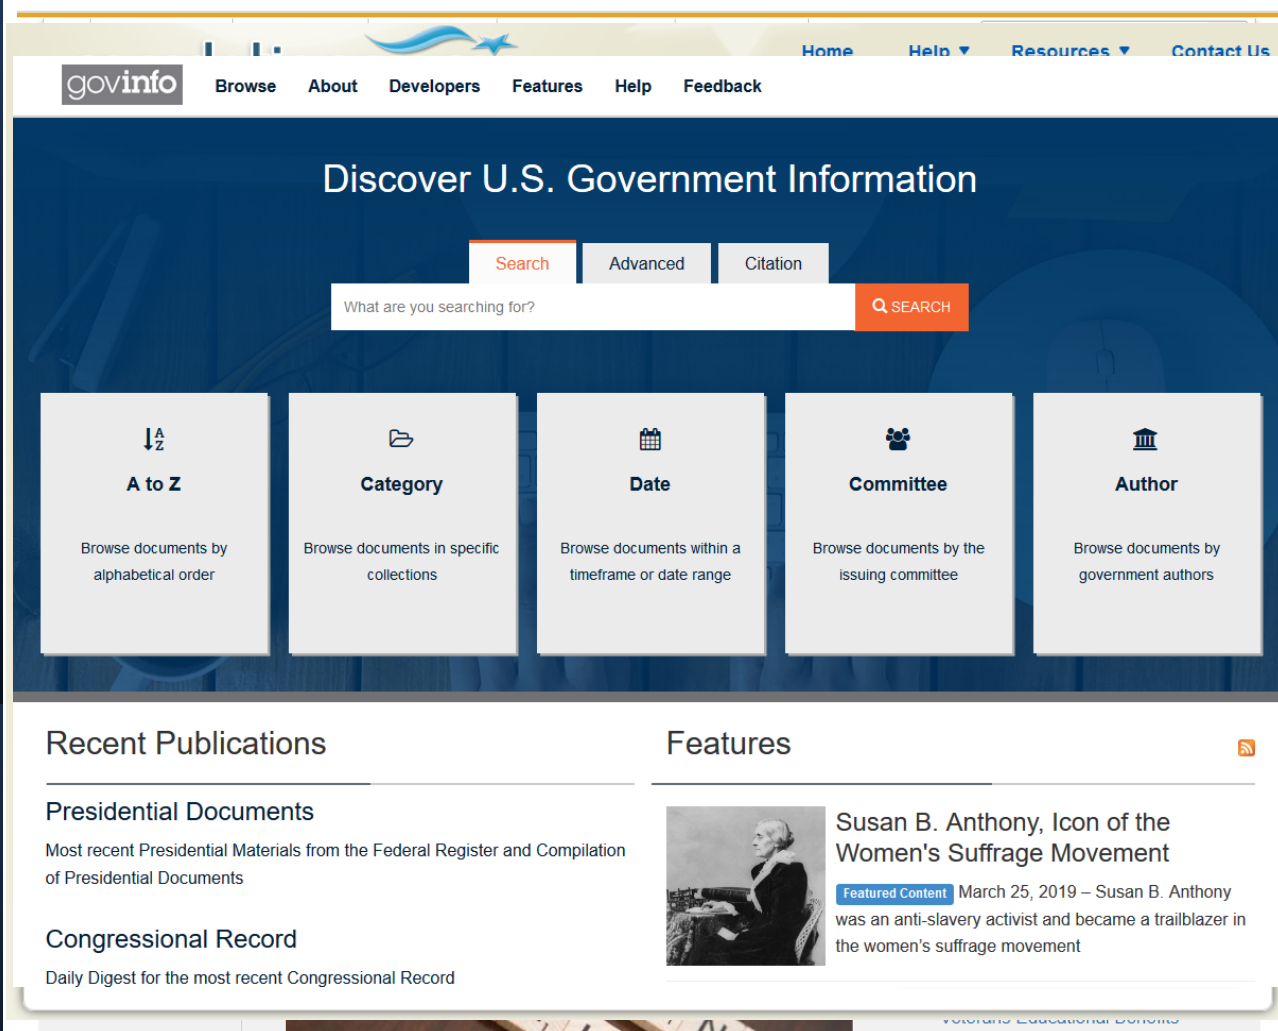 Home Help ▼ Resources ▼ Contact Us
govinfo Browse About Developers Features Help Feedback
Discover U.S. Government Information
Search Advanced Citation
What are you searching for? SEARCH
A to Z
Browse documents by
alphabetical order
Category
Browse documents in specific
collections
Date
Browse documents within a
timeframe or date range
Committee
Browse documents by the
issuing committee
Author
Browse documents by
government authors
Recent Publications
Presidential Documents
Most recent Presidential Materials from the Federal Register and Compilation
of Presidential Documents
Congressional Record
Daily Digest for the most recent Congressional Record
Features
Susan B. Anthony, Icon of the
Women's Suffrage Movement
Featured Content March 25, 2019 – Susan B. Anthony
was an anti-slavery activist and became a trailblazer in
the women’s suffrage movement
Veterans Educational Benefits